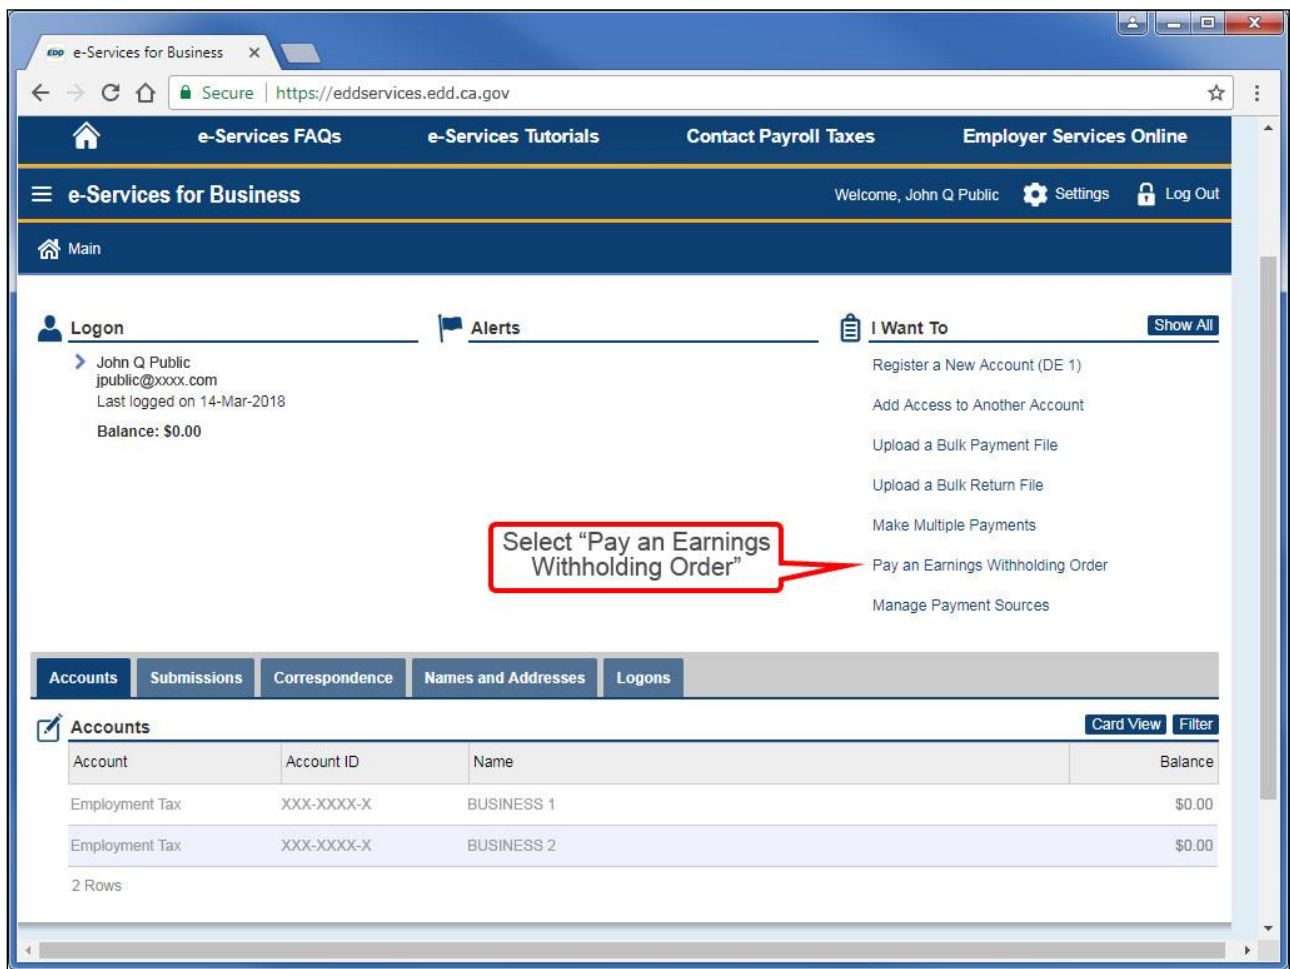 EDD e-Services for Business
Secure | https://eddservices.edd.ca.gov
e-Services FAQs e-Services Tutorials Contact Payroll Taxes Employer Services Online
e-Services for Business Welcome, John Q Public Settings Log Out
Main
Logon Alerts I Want To Show All
John Q Public
jpublic@xxxx.com
Last logged on 14-Mar-2018
Balance: $0.00
Register a New Account (DE 1)
Add Access to Another Account
Upload a Bulk Payment File
Upload a Bulk Return File
Make Multiple Payments
Select “Pay an Earnings
Withholding Order”
Pay an Earnings Withholding Order
Manage Payment Sources
Accounts Submissions Correspondence Names and Addresses Logons
Accounts Card View Filter
Account Account ID Name Balance
Employment Tax XXX-XXXX-X BUSINESS 1 $0.00
Employment Tax XXX-XXXX-X BUSINESS 2 $0.00
2 Rows